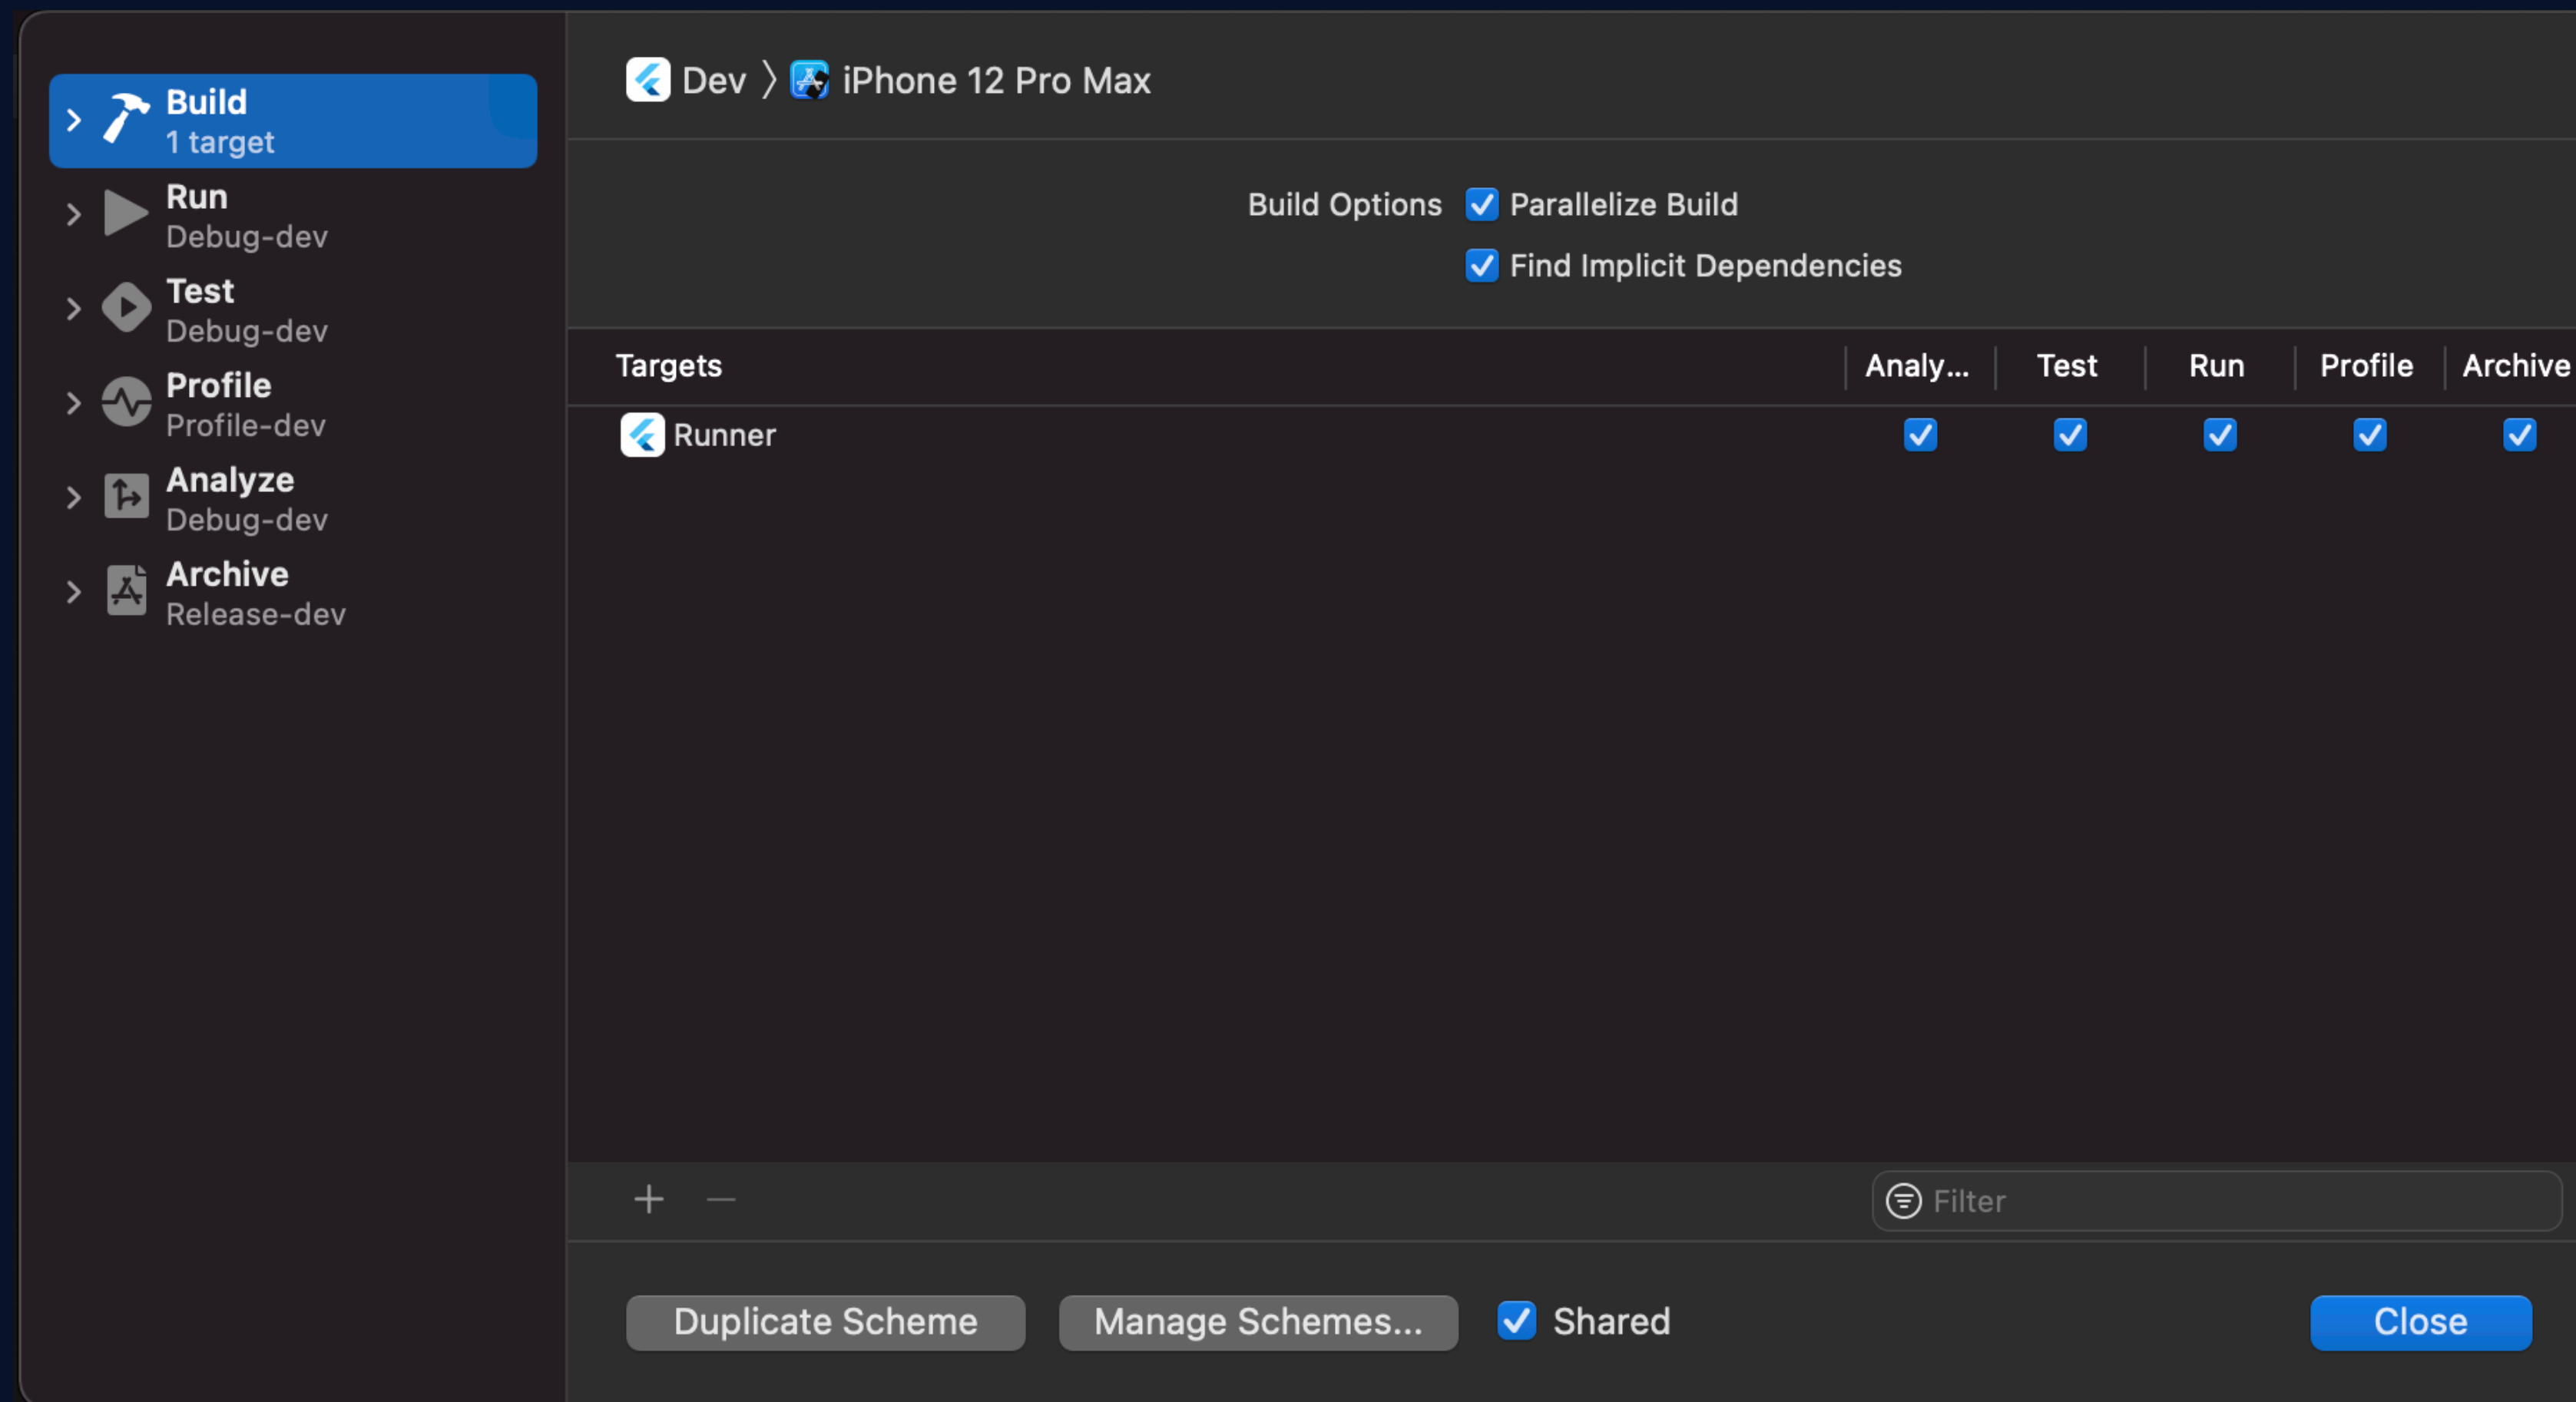 Build
1 target
Run
Debug-dev
Test
Debug-dev
Profile
Profile-dev
Analyze
Debug-dev
Archive
Release-dev
Dev 〉 iPhone 12 Pro Max
Build Options Parallelize Build
Find Implicit Dependencies
Targets Analy... Test Run Profile Archive
Runner
Filter
Duplicate Scheme Manage Schemes... Shared Close